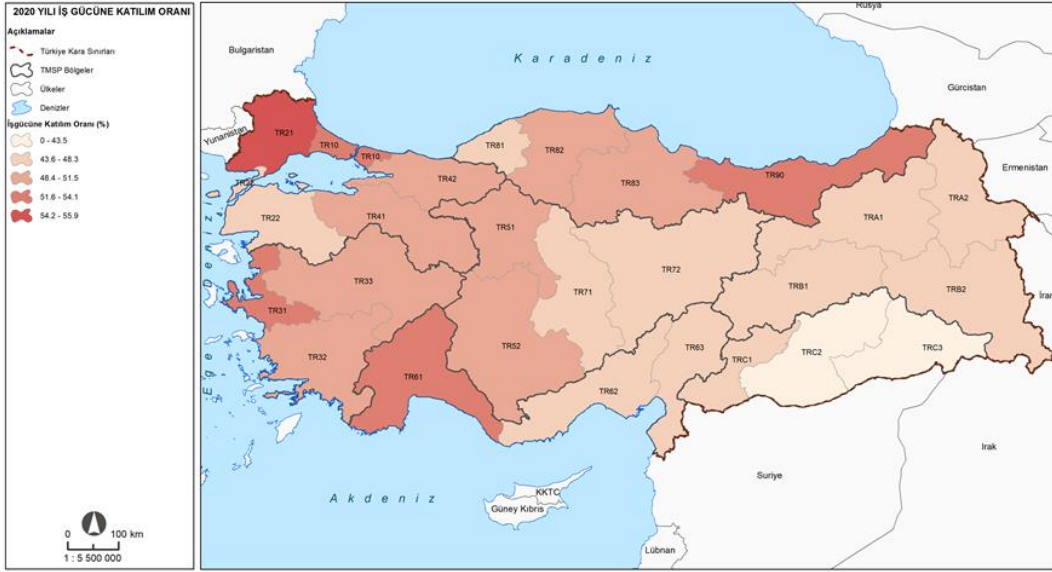 2020 YILI İŞ GÜCÜNE KATILIM ORANI
Açıklamalar
Türkiye Kara Sınırları
TMSP Bölgeler
Ülkeler
Denizler
İşgücüne Katılım Oranı (%)
0 - 43.5
43.6 - 48.3
48.4 - 51.5
51.6 - 54.1
54.2 - 55.9
0 100 km
1 : 5 500 000
Rusya
Bulgaristan
Karadeniz
Gürcistan
Yunanistan
TR21
TR10
TR10
TR81
TR82
Ermenistan
TR42
TR83
TR90
TR22
TRA2
TR22
TR41
TRA1
TR51
TR72
İran
TR33
TRB1
TRB2
TR71
TR31
Ege Denizi
TR52
TR63
TRC1
TRC2
TRC3
TR32
TR61
TR62
Irak
Suriye
Akdeniz
KKTC
Güney Kıbrıs
Lübnan